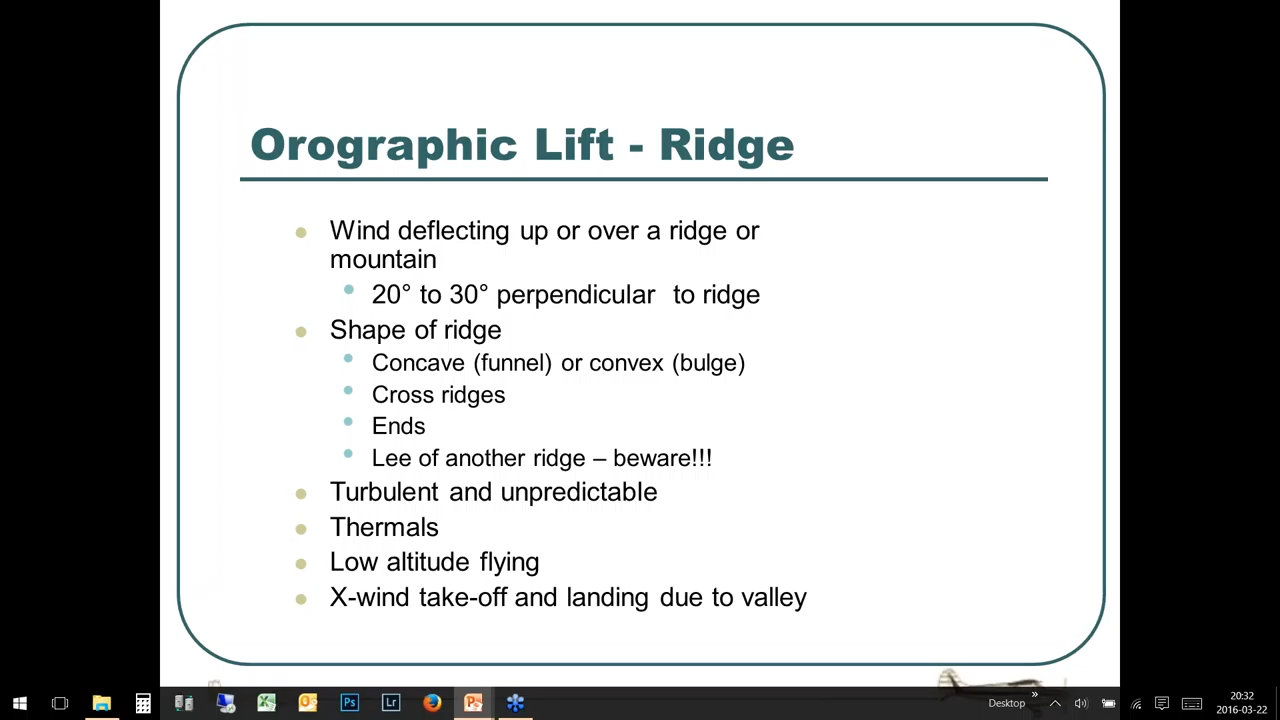 Orographic Lift - Ridge
Wind deflecting up or over a ridge or
mountain
20° to 30° perpendicular to ridge
Shape of ridge
Concave (funnel) or convex (bulge)
Cross ridges
Ends
Lee of another ridge – beware!!!
Turbulent and unpredictable
Thermals
Low altitude flying
X-wind take-off and landing due to valley
Ps
Lr
Desktop
»
20:32
2016-03-22